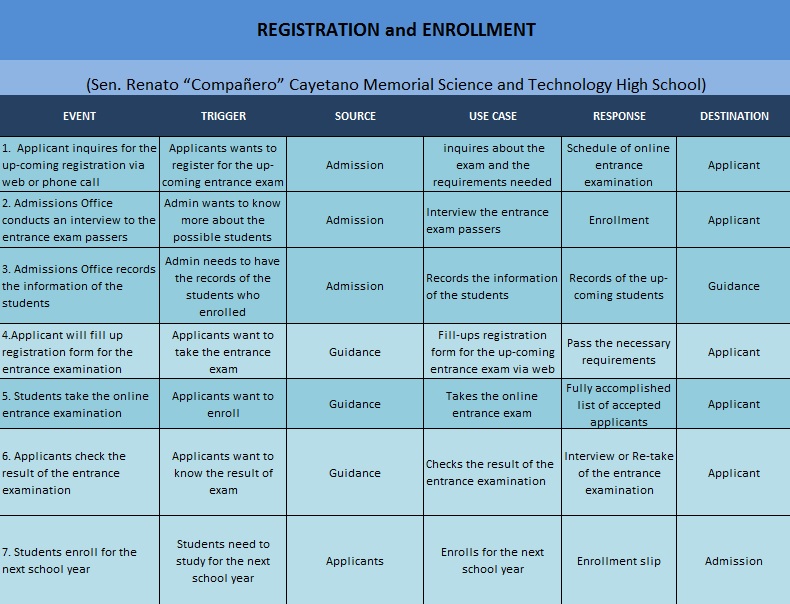 REGISTRATION and ENROLLMENT
(Sen. Renato “Compañero” Cayetano Memorial Science and Technology High School)
EVENT
TRIGGER
SOURCE
USE CASE
RESPONSE
DESTINATION
1. Applicant inquires for the
up-coming registration via
web or phone call
Applicants wants to
register for the up-
coming entrance exam
Admission
inquires about the
exam and the
requirements needed
Schedule of online
entrance
examination
Applicant
2. Admissions Office
conducts an interview to the
entrance exam passers
Admin wants to know
more about the
possible students
Admission
Interview the entrance
exam passers
Enrollment
Applicant
3. Admissions Office records
the information of the
students
Admin needs to have
the records of the
students who
enrolled
Admission
Records the information
of the students
Records of the up-
coming students
Guidance
4.Applicant will fill up
registration form for the
entrance examination
Applicants want to
take the entrance
exam
Guidance
Fill-ups registration
form for the up-coming
entrance exam via web
Pass the necessary
requirements
Applicant
5. Students take the online
entrance examination
Applicants want to
enroll
Guidance
Takes the online
entrance exam
Fully accomplished
list of accepted
applicants
Applicant
6. Applicants check the
result of the entrance
examination
Applicants want to
know the result of
exam
Guidance
Checks the result of the
entrance examination
Interview or Re-take
of the entrance
examination
Applicant
7. Students enroll for the
next school year
Students need to
study for the next
school year
Applicants
Enrolls for the next
school year
Enrollment slip
Admission